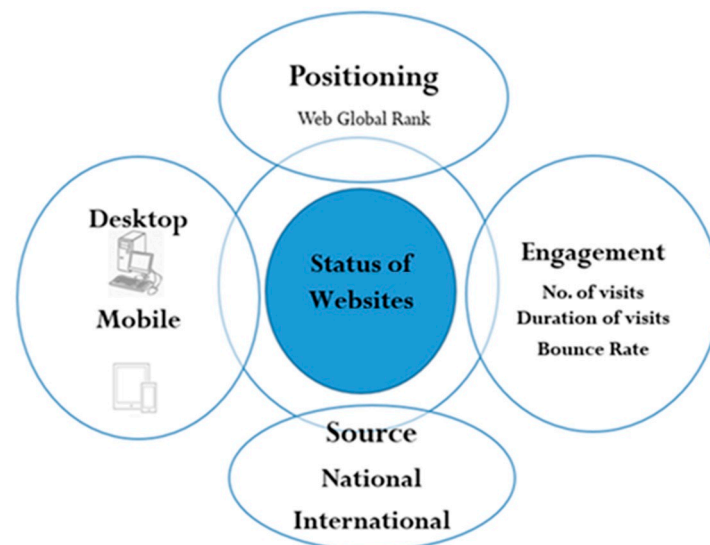 Positioning
Web Global Rank
Desktop
Mobile
Status of
Websites
Engagement
No. of visits
Duration of visits
Bounce Rate
Source
National
International